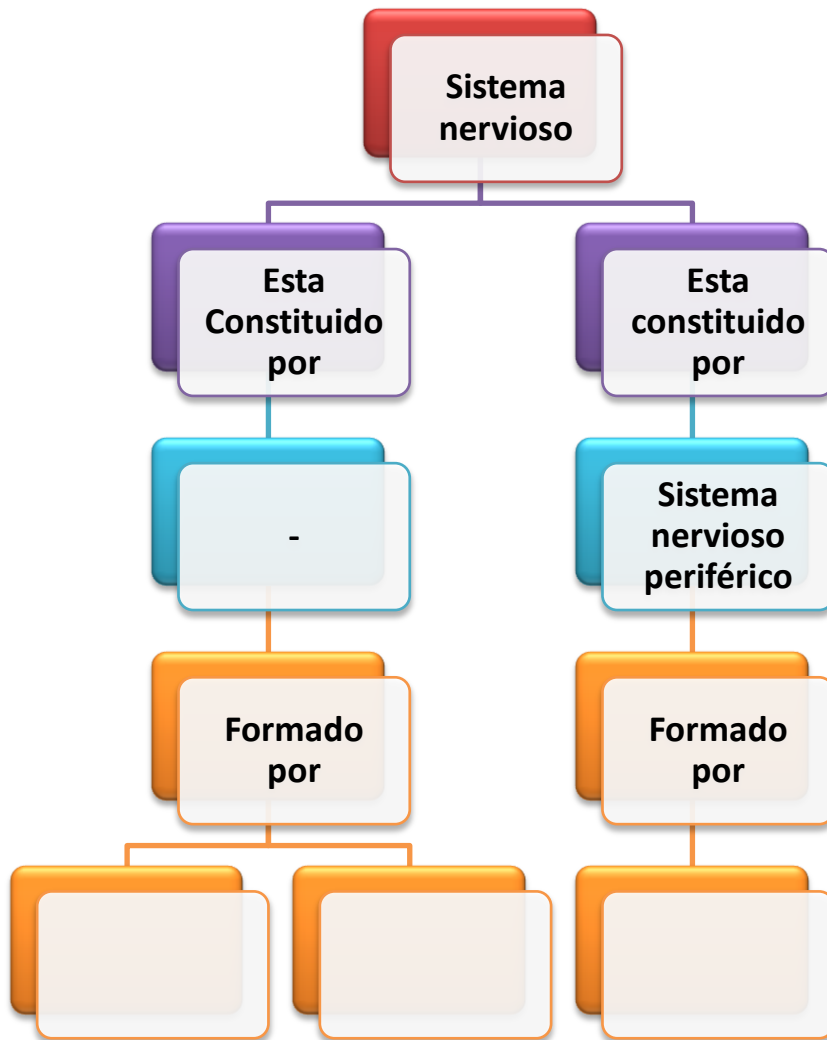 Sistema
nervioso
Esta
Constituido
por
Esta
constituido
por
-
Sistema
nervioso
periférico
Formado
por
Formado
por